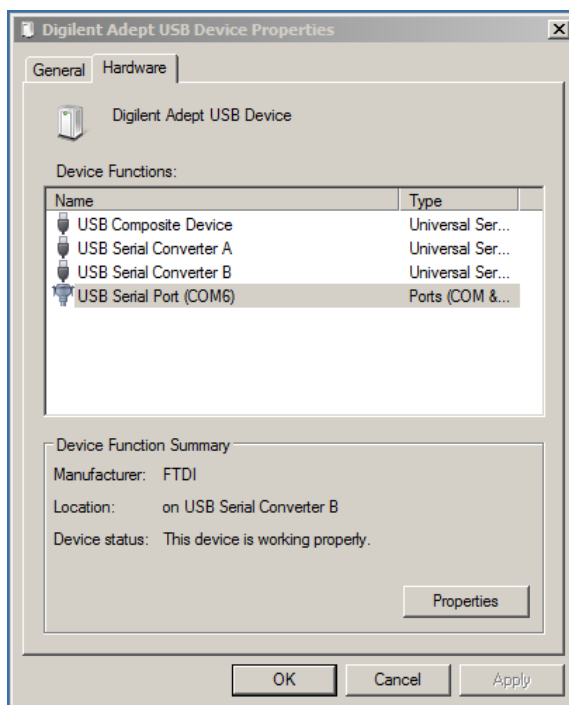 Digilent Adept USB Device Properties
General Hardware
Digilent Adept USB Device
Device Functions:
Name Type
USB Composite Device Universal Ser...
USB Serial Converter A Universal Ser...
USB Serial Converter B Universal Ser...
USB Serial Port (COM6) Ports (COM &...
Device Function Summary
Manufacturer: FTDI
Location: on USB Serial Converter B
Device status: This device is working properly.
Properties
OK Cancel Apply